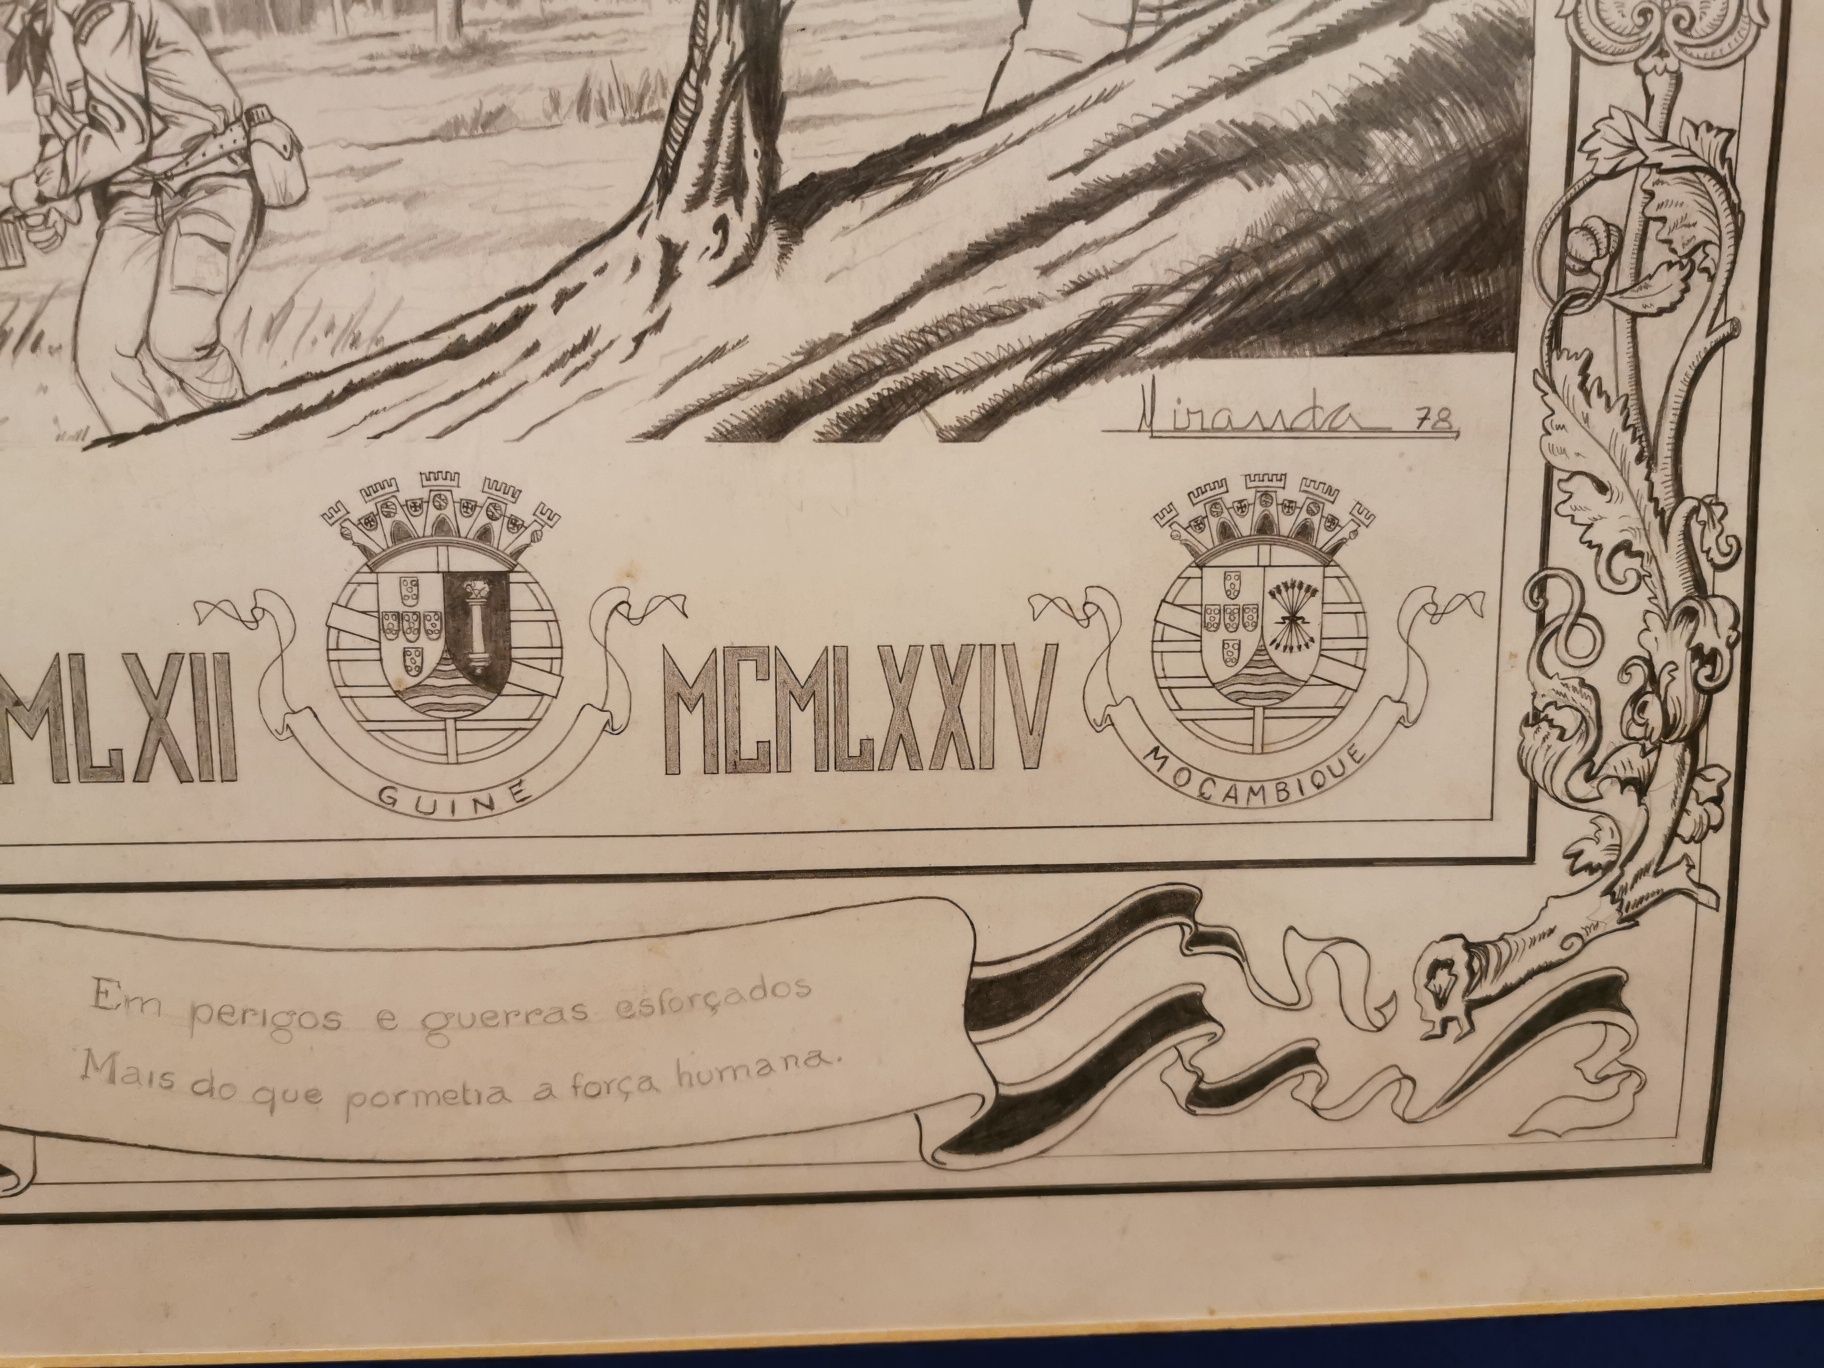 Miranda 78
MLXII
GUINÉ
MCMLXXIV
MOÇAMBIQUE
Em perigos e guerras esforçados
Mais do que pormetia a força humana.